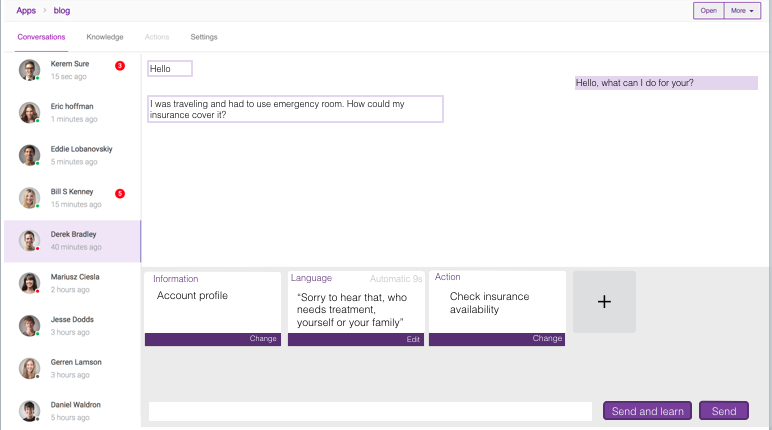 Apps > blog
Open
More
Conversations
Knowledge
Actions
Settings
Kerem Sure
15 sec ago
3
Eric hoffman
1 minutes ago
Eddie Lobanovskiy
5 minutes ago
Bill S Kenney
15 minutes ago
5
Derek Bradley
40 minutes ago
Mariusz Ciesla
2 hours ago
Jesse Dodds
3 hours ago
Gerren Lamson
3 hours ago
Daniel Waldron
5 hours ago
Hello
Hello, what can I do for your?
I was traveling and had to use emergency room. How could my
insurance cover it?
Information
Account profile
Change
Language
Automatic 9s
“Sorry to hear that, who
needs treatment,
yourself or your family”
Edit
Action
Check insurance
availability
Change
+
Send and learn
Send